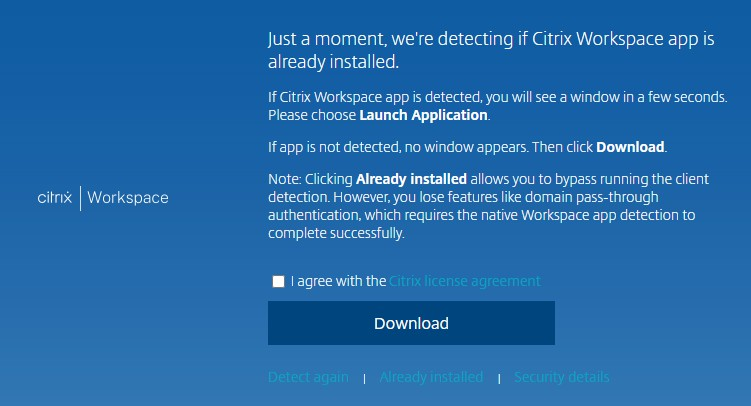 Just a moment, we're detecting if Citrix Workspace app is
already installed.
If Citrix Workspace app is detected, you will see a window in a few seconds.
Please choose Launch Application.
If app is not detected, no window appears. Then click Download.
Note: Clicking Already installed allows you to bypass running the client
detection. However, you lose features like domain pass-through
authentication, which requires the native Workspace app detection to
complete successfully.
citrix | Workspace
I agree with the Citrix license agreement
Download
Detect again | Already installed | Security details